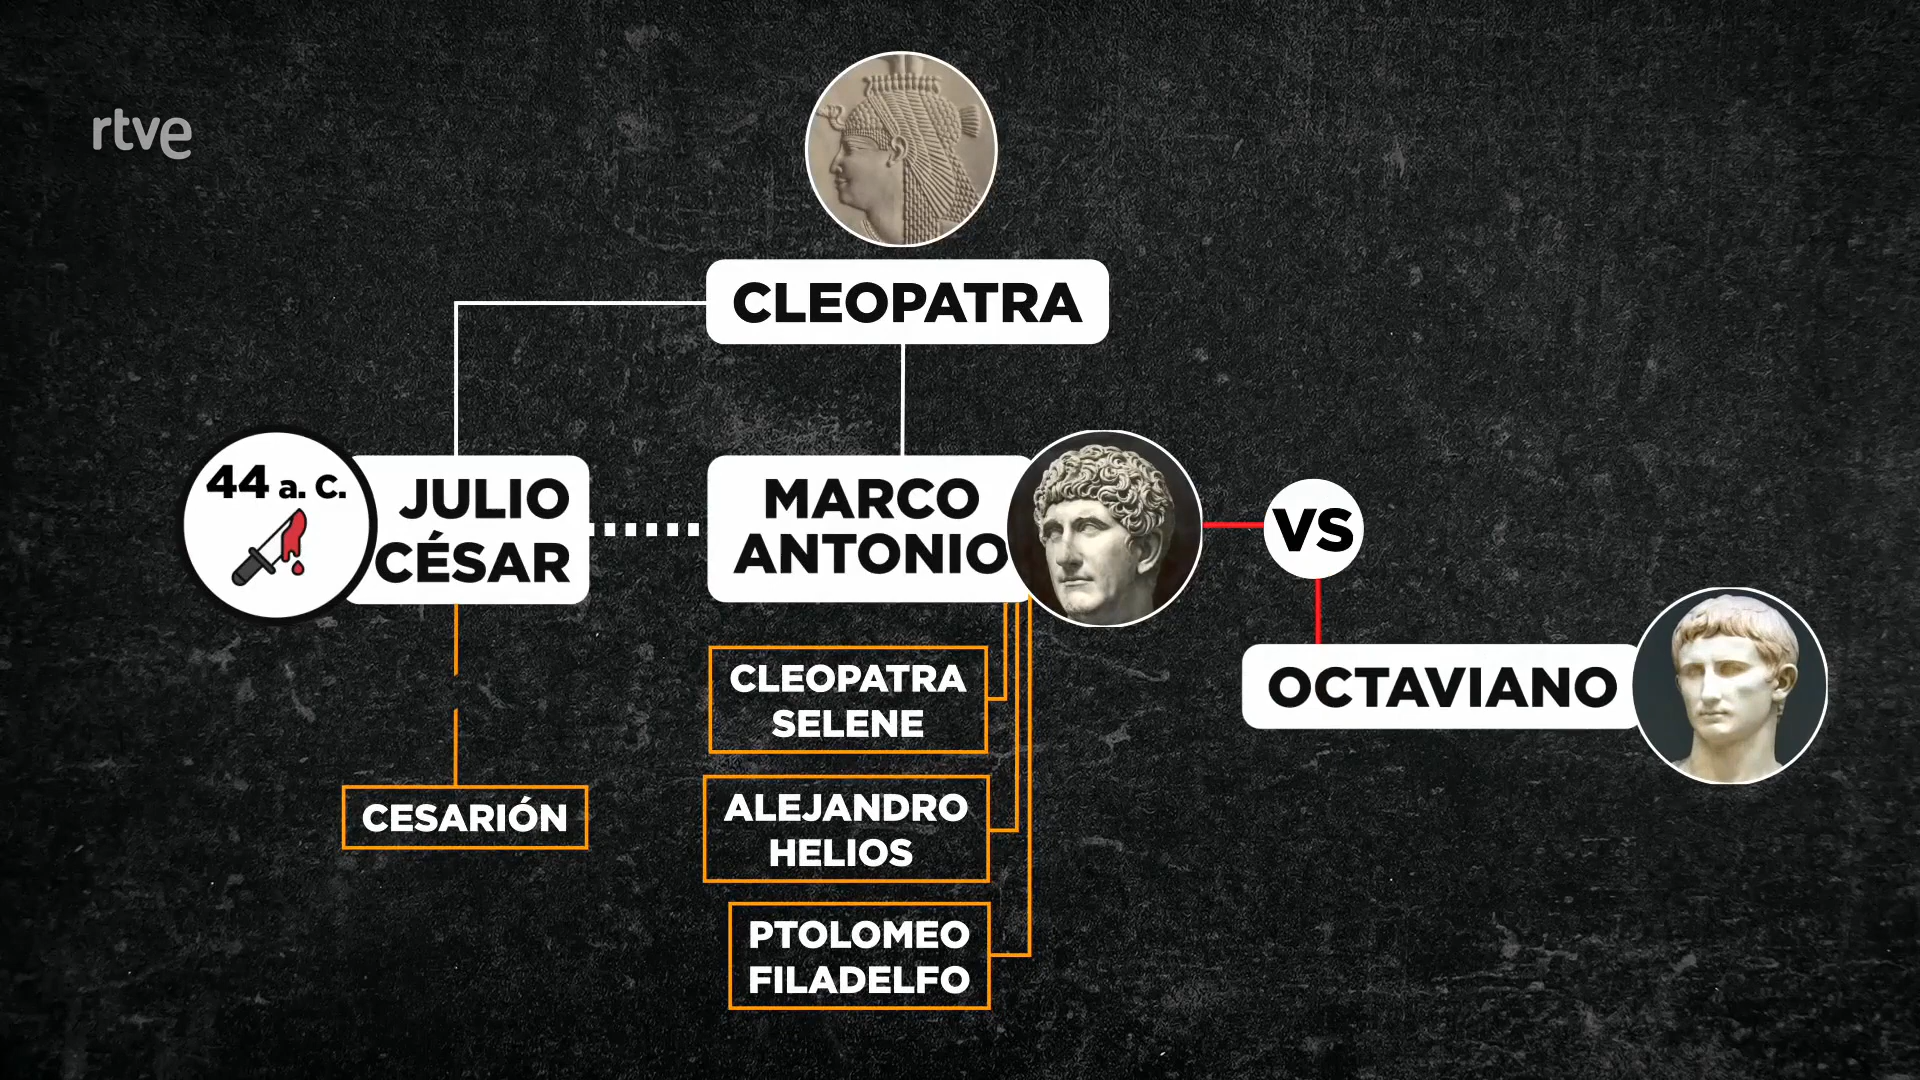 rtve
CLEOPATRA
44 a. C.
JULIO
CÉSAR
MARCO
ANTONIO
VS
OCTAVIANO
CLEOPATRA
SELENE
ALEJANDRO
HELIOS
PTOLOMEO
FILADELFO
CESARIÓN